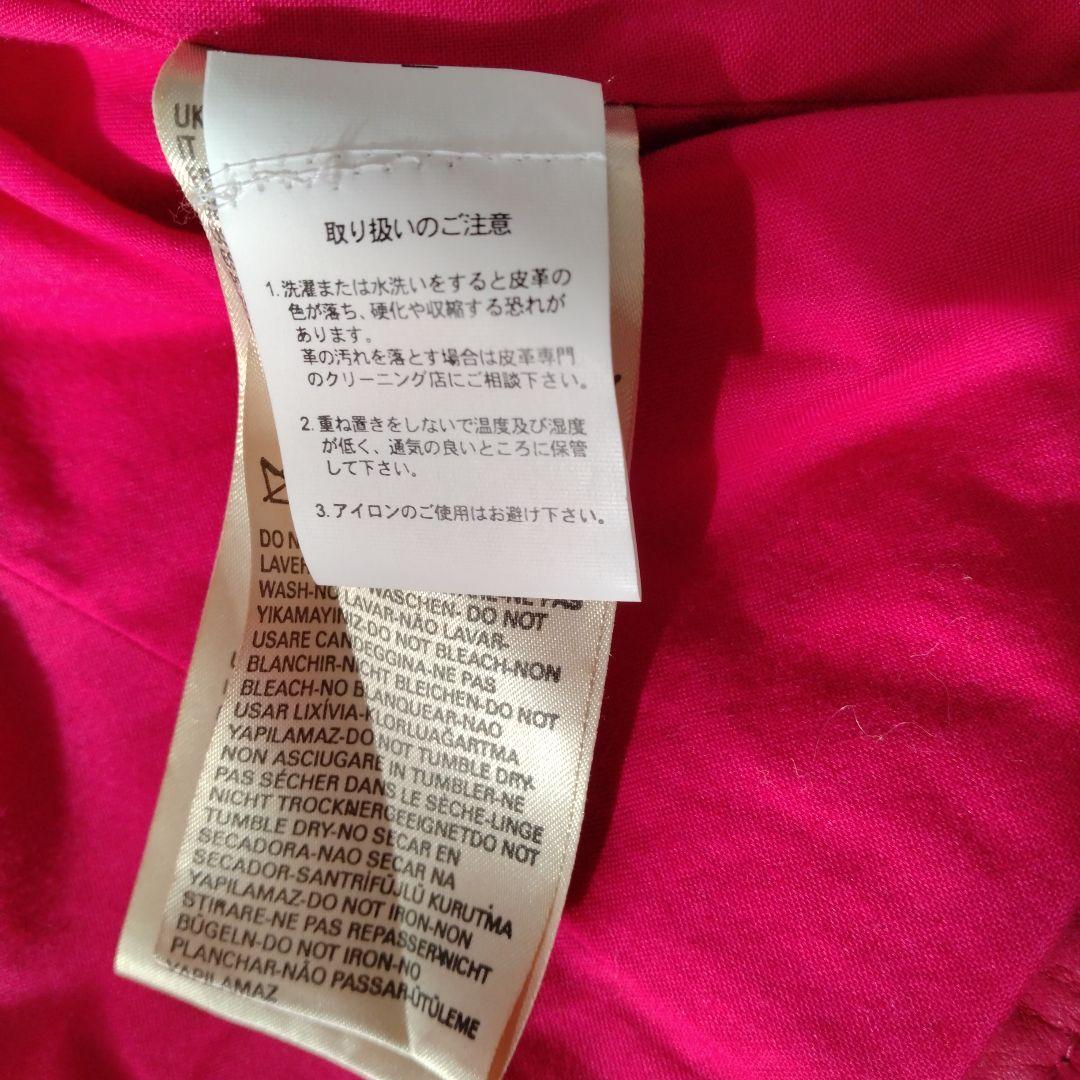 UK
IT
取り扱いのご注意
1. 洗濯または水洗いをすると皮革の
色が落ち、硬化や収縮する恐れが
あります。
革の汚れを落とす場合は皮革専門
のクリーニング店にご相談下さい。
2. 重ね置きをしないで温度及び湿度
が低く、通気の良いところに保管
して下さい。
3. アイロンのご使用はお避け下さい。
DO N
LAVER
-NE PAS
WASH-NO WASCHEN- DO NOT
YIKAMAYINIZ-DO NOT BLEACH-NON
LAVAR-NÃO LAVAR-
USARE CANDEGGINA-NE PAS
BLANCHIR-NICHT BLEICHEN-DO NOT
BLEACH-NO BLANQUEAR-NAO
USAR LIXÍVIA-KLORLUAĞARTMA
YAPILAMAZ-DO NOT TUMBLE DRY-
NON ASCIUGARE IN TUMBLER-NE
PAS SÉCHER DANS LE SÈCHE-LINGE
NICHT TROCKNERGEEIGNETDO NOT
TUMBLE DRY-NO SECAR EN
SECADORA-NAO SECAR NA
SECADOR-SANTRİFÜJLÜ KURUTMA
YAPILAMAZ-DO NOT IRON-NON
STIRARE-NE PAS REPASSER-NICHT
BÜGELN-DO NOT IRON-NO
PLANCHAR-NÃO PASSAR-ÜTÜLEME
YAPILAMAZ